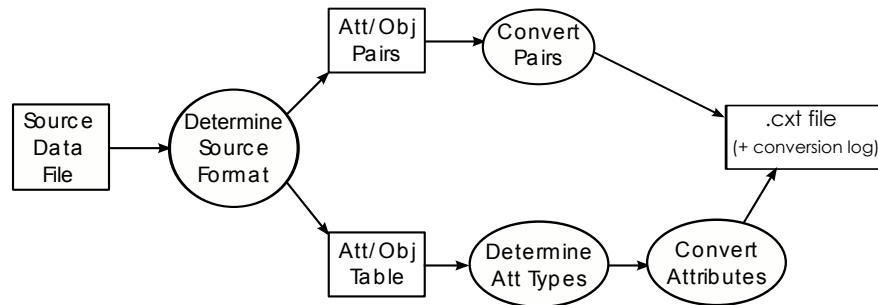 Source
Data
File
Determine
Source
Format
Att/Obj
Pairs
Convert
Pairs
Att/Obj
Table
Determine
Att Types
Convert
Attributes
.cxt file
(+ conversion log)